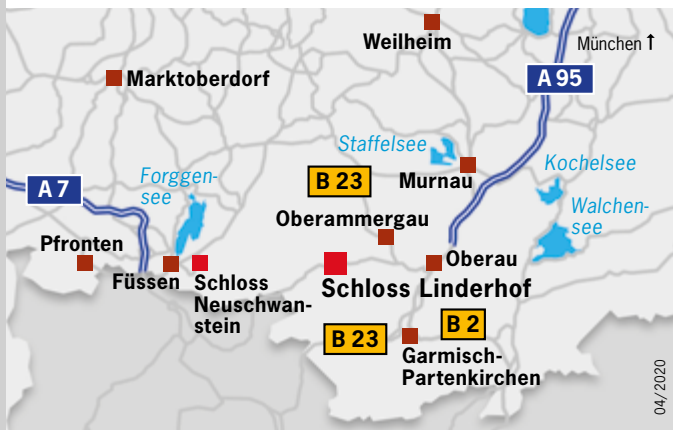 Weilheim
München ↑
Marktoberdorf
A 95
Staffelsee
Forggen-
see
Kochelsee
B 23
Murnau
A 7
Walchen-
see
Oberammergau
Pfronten
Oberau
Füssen
Schloss
Neuschwan-
stein
Schloss Linderhof
B 23
B 2
Garmisch-
Partenkirchen
04/2020